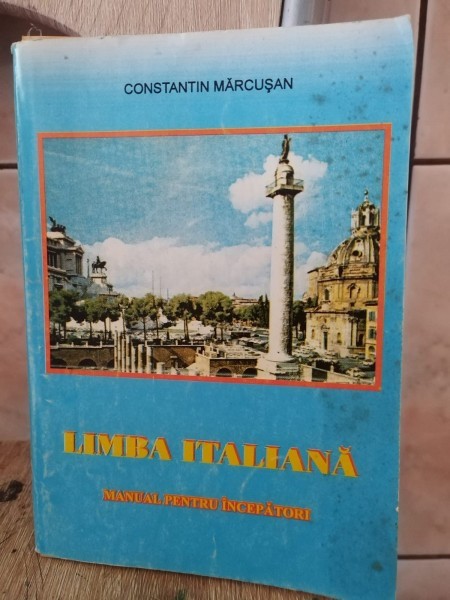 CONSTANTIN MĂRCUŞAN
LIMBA ITALIANĂ
MANUAL PENTRU ÎNCEPĂTORI